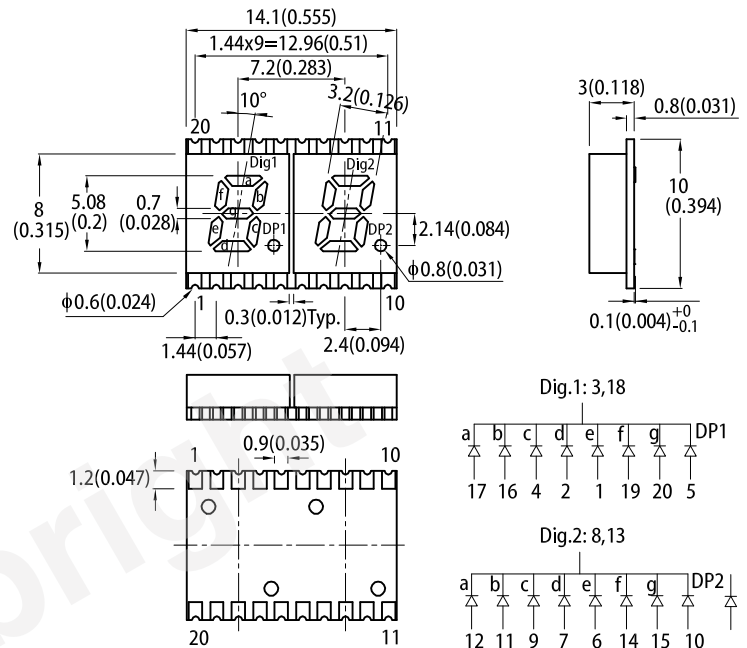 14.1(0.555)
1.44x9=12.96(0.51)
7.2(0.283)
3.2(0.126)
10°
20
11
Dig1
Dig2
a
f
b
g
e
c
d
DP1
DP2
8
(0.315)
5.08
(0.2)
0.7
(0.028)
2.14(0.084)
ϕ0.8(0.031)
ϕ0.6(0.024)
1
10
0.3(0.012)Typ.
1.44(0.057)
2.4(0.094)
3(0.118)
0.8(0.031)
10
(0.394)
0.1(0.004)+0 -0.1
1
10
0.9(0.035)
1.2(0.047)
20
11
Dig.1: 3,18
a b c d e f g DP1
17 16 4 2 1 19 20 5
Dig.2: 8,13
a b c d e f g DP2
12 11 9 7 6 14 15 10
bright